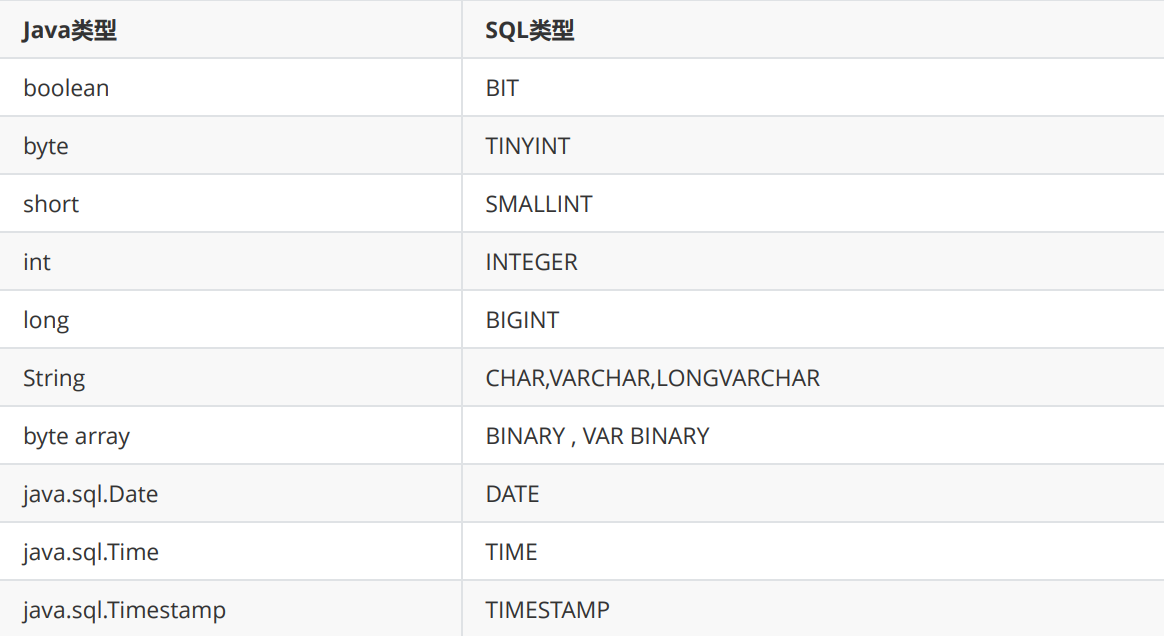 Java类型 SQL类型
boolean BIT
byte TINYINT
short SMALLINT
int INTEGER
long BIGINT
String CHAR,VARCHAR,LONGVARCHAR
byte array BINARY , VAR BINARY
java.sql.Date DATE
java.sql.Time TIME
java.sql.Timestamp TIMESTAMP